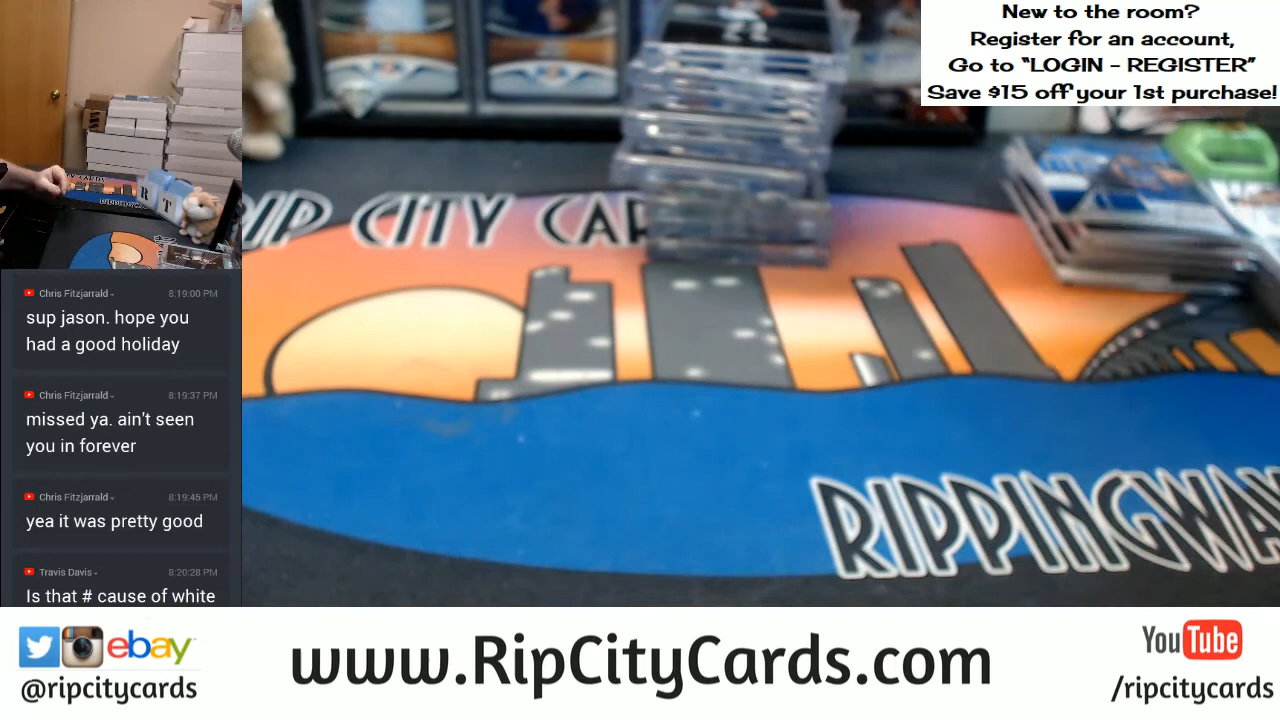 New to the room?
Register for an account,
Go to “LOGIN - REGISTER”
Save $15 off your 1st purchase!
RIP CITY CAR
RIPPINGWA
R T
Chris Fitzjarrald
8:19:00 PM
sup jason. hope you
had a good holiday
Chris Fitzjarrald
8:19:37 PM
missed ya. ain't seen
you in forever
Chris Fitzjarrald
8:19:45 PM
yea it was pretty good
Travis Davis
8:20:28 PM
Is that # cause of white
ebay
@ripcitycards
www.RipCityCards.com
YouTube
/ripcitycards